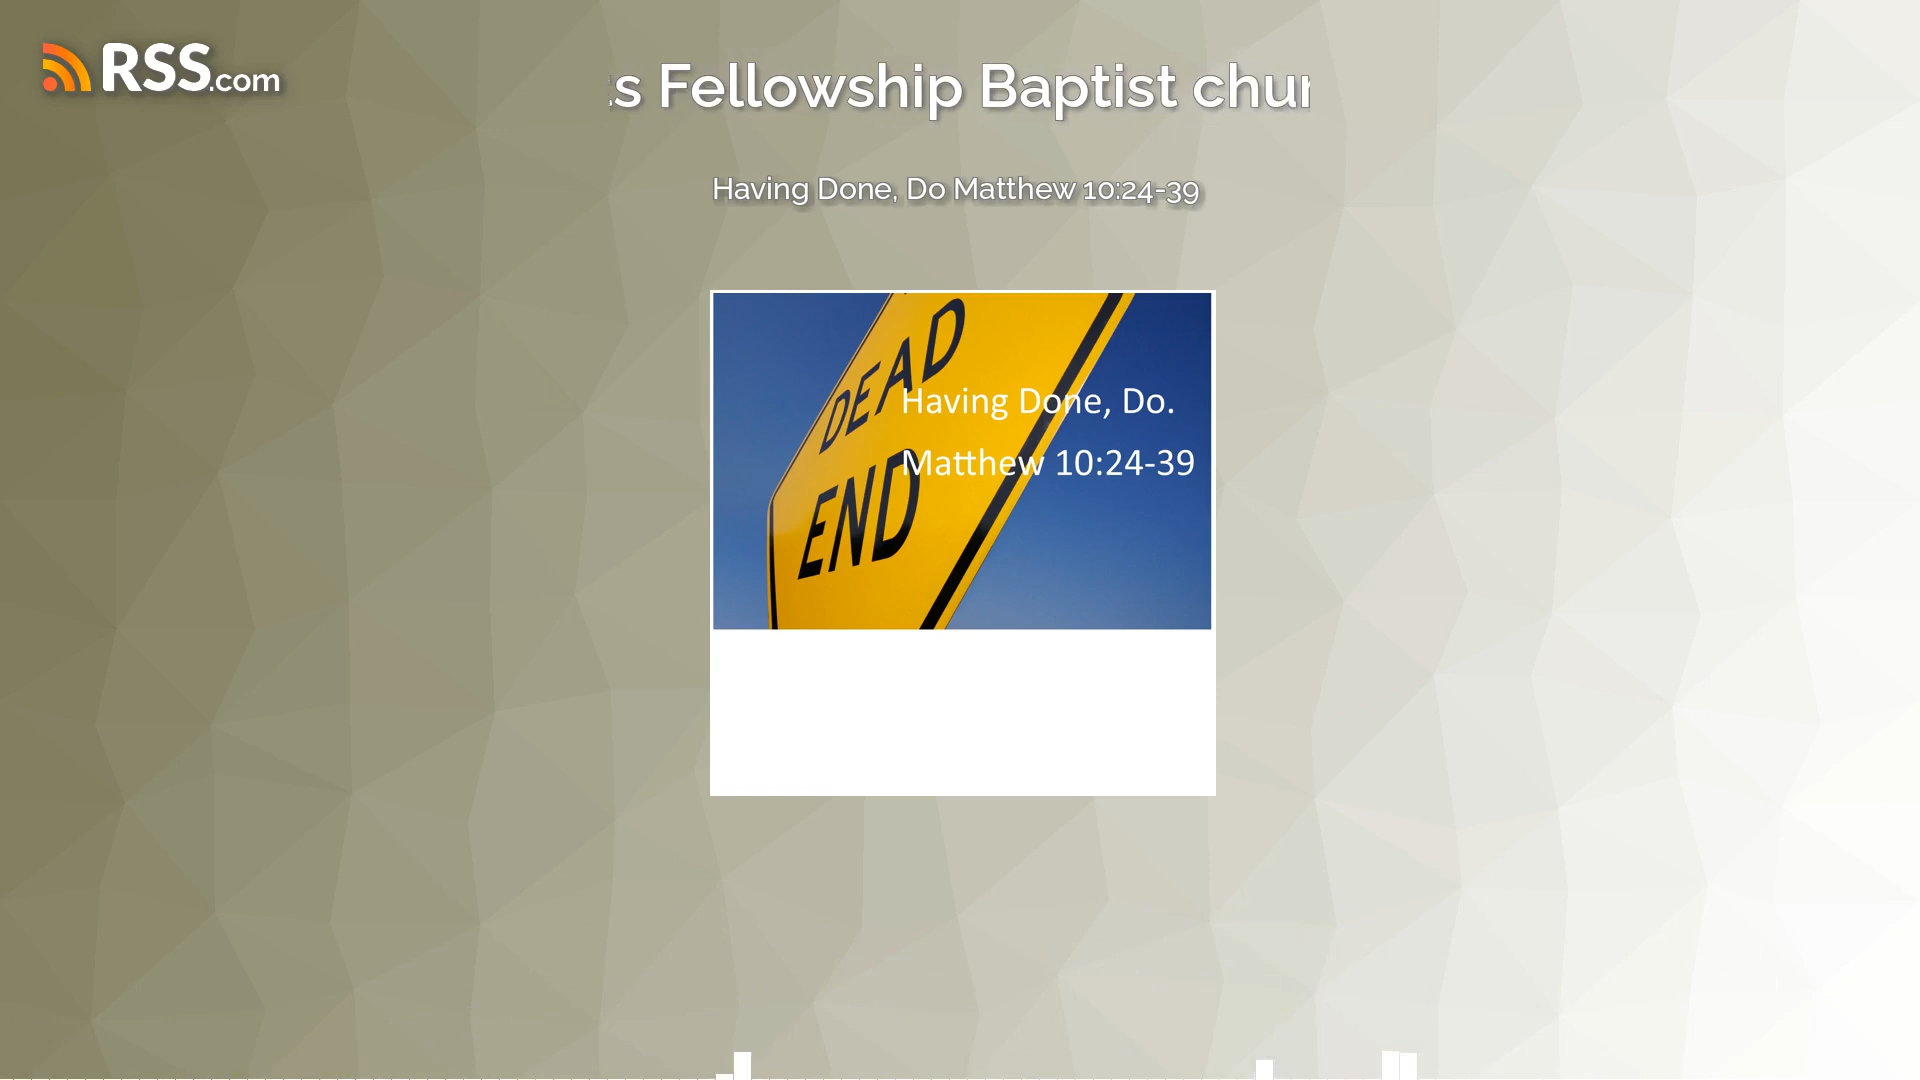 RSS.com
s Fellowship Baptist chur
Having Done, Do Matthew 10:24-39
DEAD
END
Having Done, Do.
Matthew 10:24-39